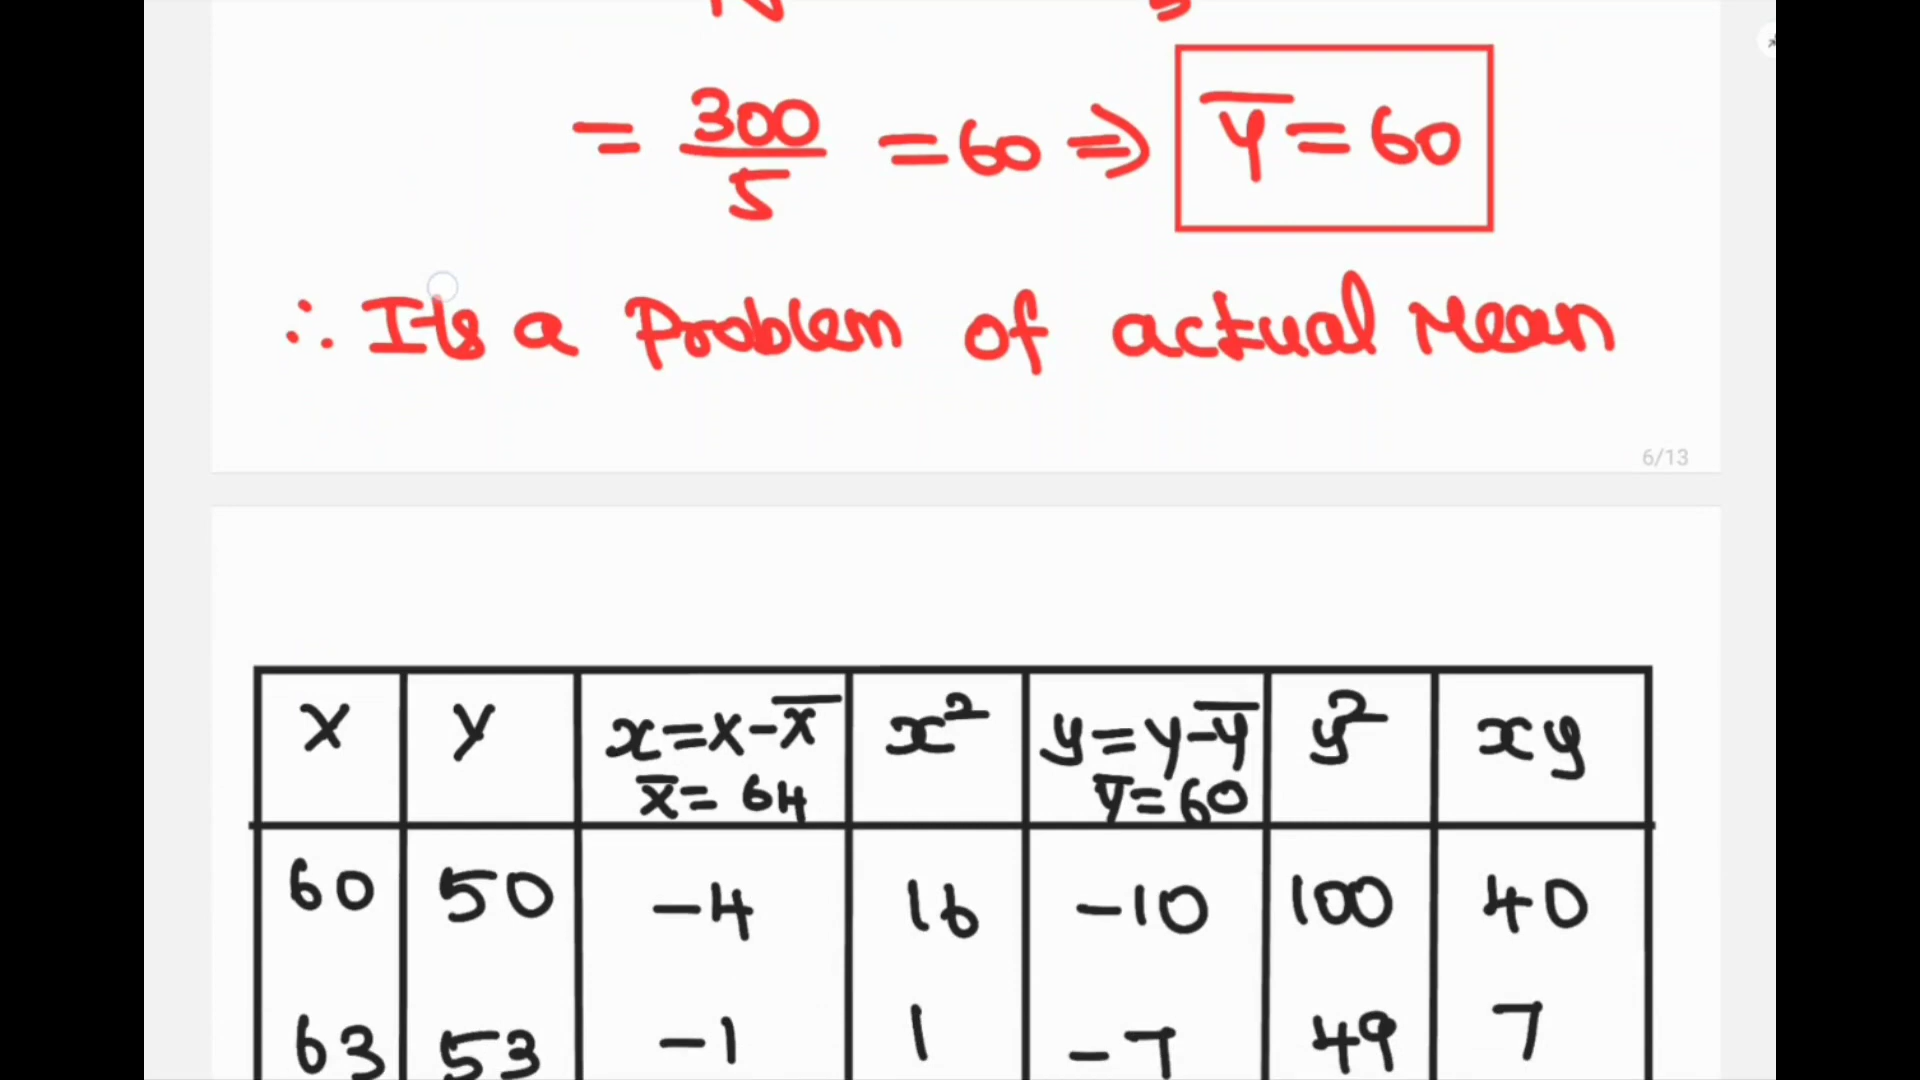 = 300/5 = 60 ⇒ Y̅ = 60
∴ It's a Problem of actual Mean
6/13
X Y x=X-X̅ x² y=Y-Y̅ y² xy
X̅= 64 Y̅=60
60 50 -4 16 -10 100 40
63 53 -1 1 -7 49 7